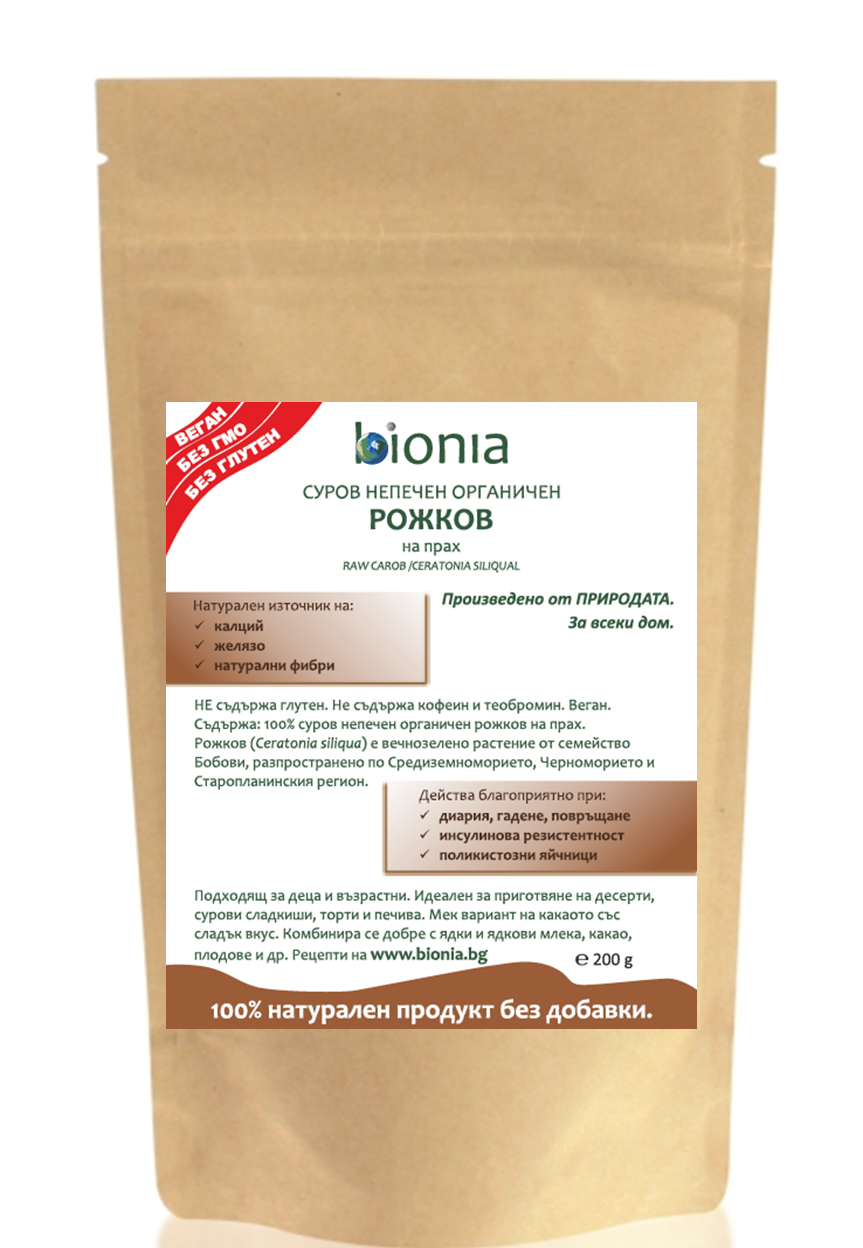 ВЕГАН
БЕЗ ГМО
БЕЗ ГЛУТЕН
bionia
СУРОВ НЕПЕЧЕН ОРГАНИЧЕН
РОЖКОВ
на прах
RAW CAROB /CERATONIA SILIQUAL
Произведено от ПРИРОДАТА.
За всеки дом.
Натурален източник на:
✓ калций
✓ желязо
✓ натурални фибри
НЕ съдържа глутен. Не съдържа кофеин и теобромин. Веган.
Съдържа: 100% суров непечен органичен рожков на прах.
Рожков (Ceratonia siliqua) е вечнозелено растение от семейство
Бобови, разпространено по Средиземноморието, Черноморието и
Старопланинския регион.
Действа благоприятно при:
✓ диария, гадене, повръщане
✓ инсулинова резистентност
✓ поликистозни яйчници
Подходящ за деца и възрастни. Идеален за приготвяне на десерти,
сурови сладкиши, торти и печива. Мек вариант на какаото със
сладък вкус. Комбинира се добре с ядки и ядкови млека, какао,
плодове и др. Рецепти на www.bionia.bg
℮ 200 g
100% натурален продукт без добавки.